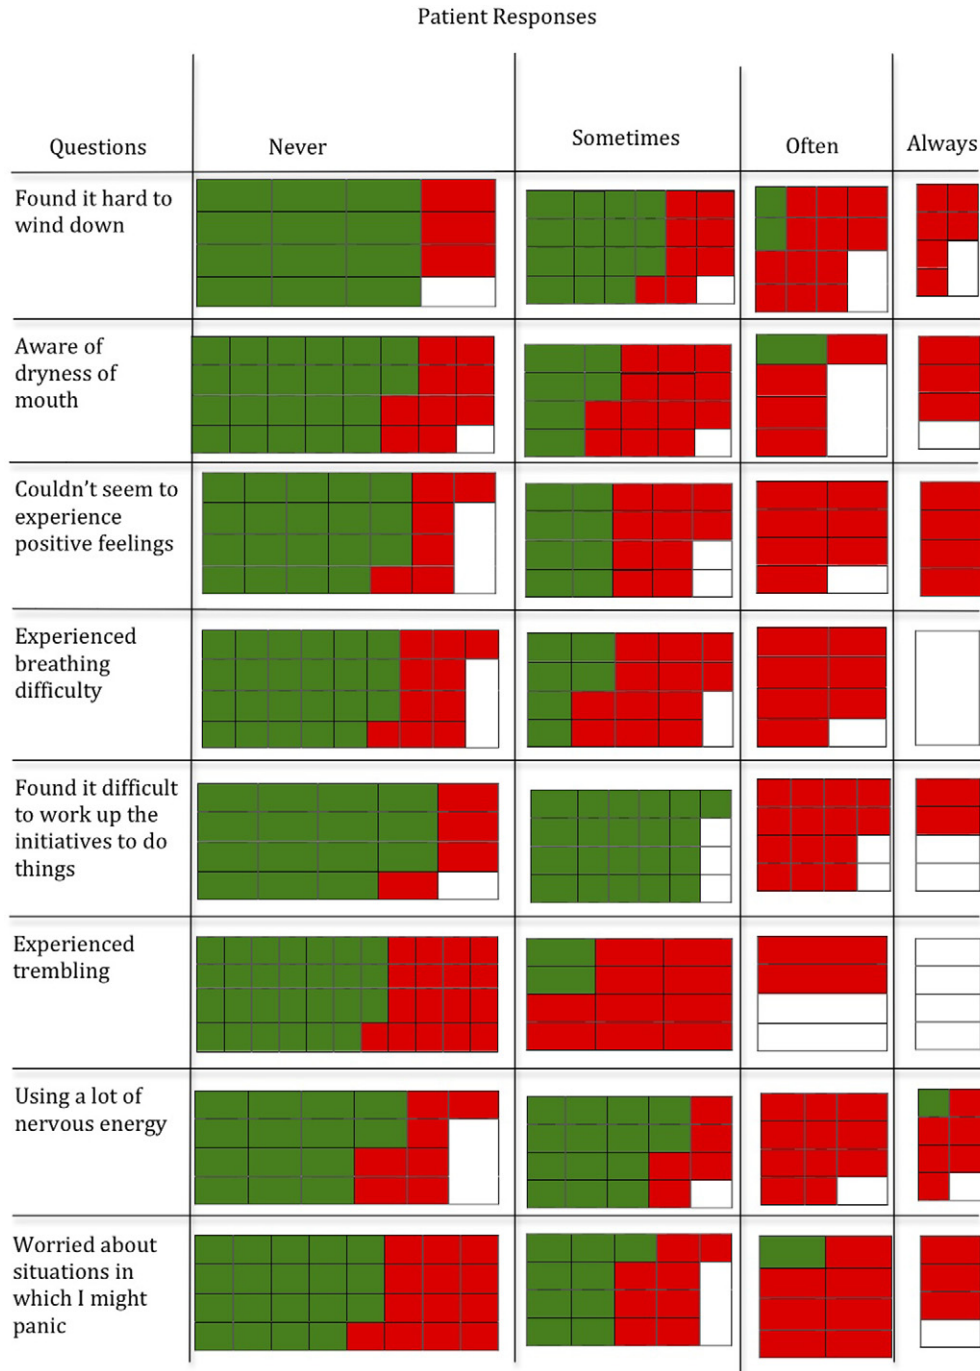 Patient Responses
Questions
Never
Sometimes
Often
Always
Found it hard to
wind down
Aware of
dryness of
mouth
Couldn't seem to
experience
positive feelings
Experienced
breathing
difficulty
Found it difficult
to work up the
initiatives to do
things
Experienced
trembling
Using a lot of
nervous energy
Worried about
situations in
which I might
panic